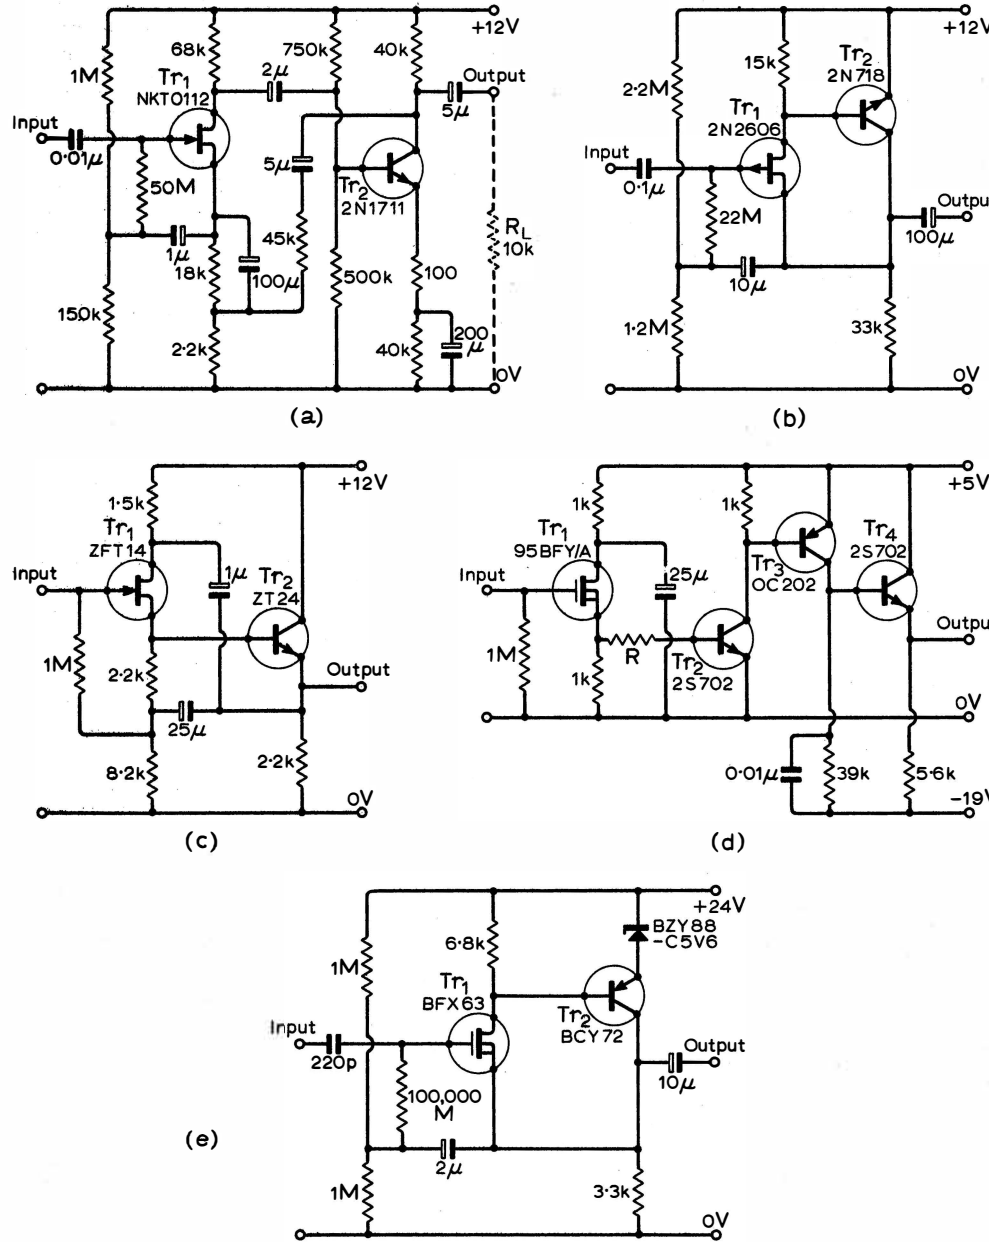 +12V
1M
68k
750k
40k
Tr1
NKT0112
2μ
Output
5μ
Input
0·01μ
50M
5μ
Tr2
2N1711
1μ
45k
RL
10k
18k
100μ
500k
100
150k
2·2k
40k
200
μ
0V
(a)
+12V
15k
Tr2
2N718
2·2M
Tr1
2N2606
Input
0·1μ
22M
Output
100μ
10μ
1·2M
33k
0V
(b)
+12V
1·5k
Tr1
ZFT14
Input
1μ
Tr2
ZT24
1M
2·2k
Output
25μ
8·2k
2·2k
0V
(c)
+5V
1k
1k
Tr1
95BFY/A
Tr3
OC202
Tr4
2S702
Input
25μ
1M
R
Tr2
2S702
Output
1k
0V
0·01μ
39k
5·6k
-19V
(d)
+24V
BZY88
-C5V6
6·8k
1M
Tr1
BFX63
Tr2
BCY72
Input
220p
Output
10μ
100,000
M
2μ
(e)
1M
3·3k
0V